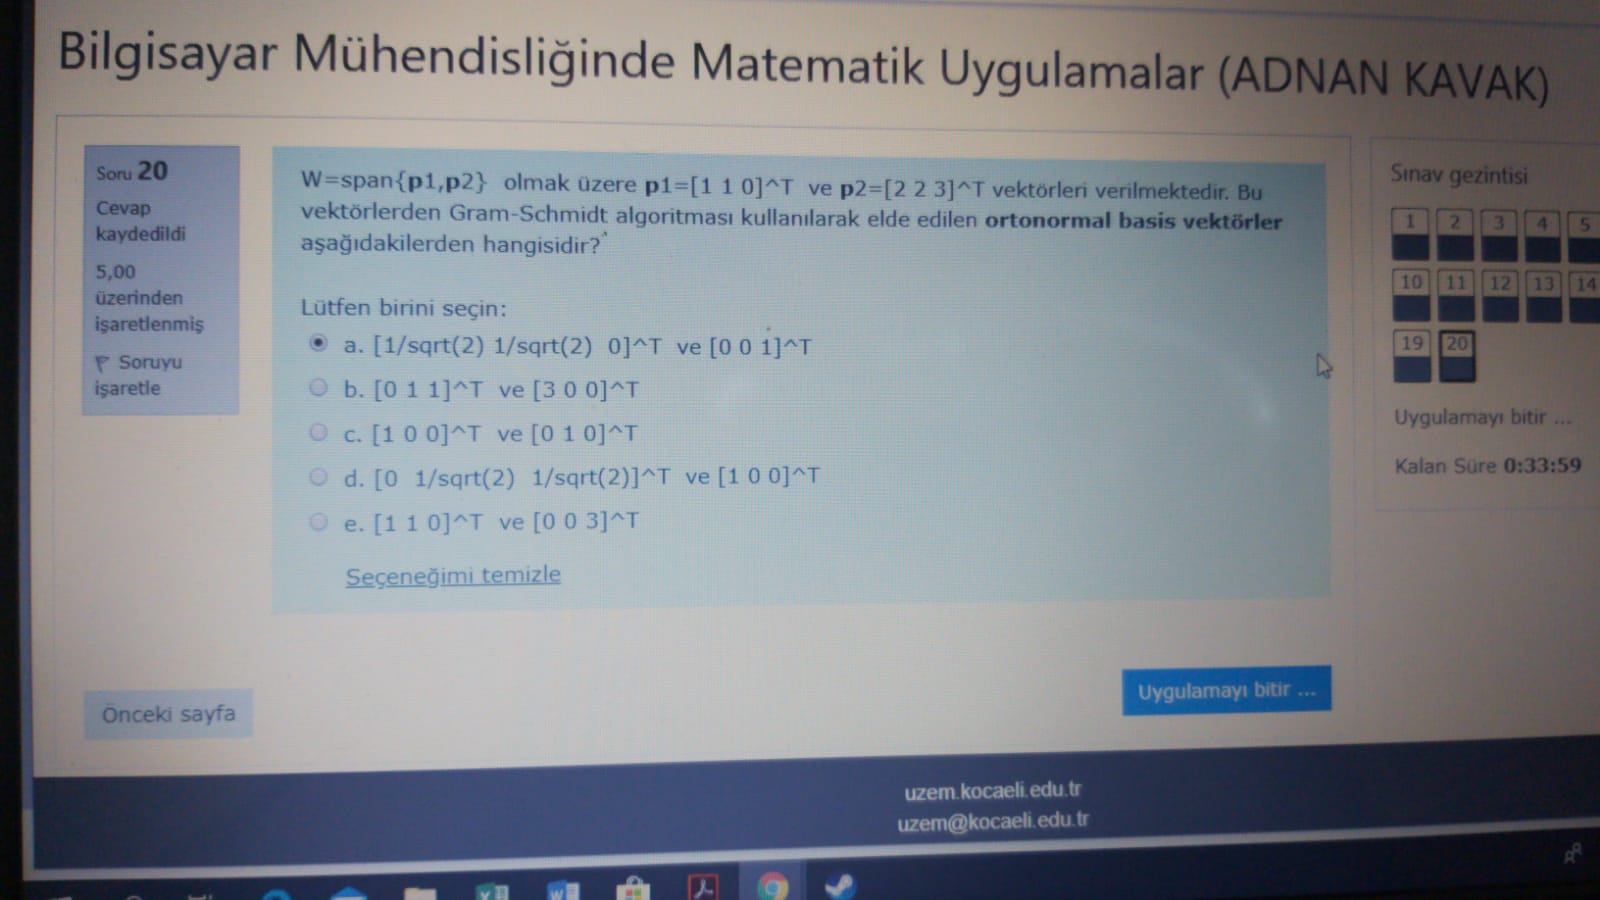 Bilgisayar Mühendisliğinde Matematik Uygulamalar (ADNAN KAVAK)
Soru 20
Cevap
kaydedildi
5,00
üzerinden
işaretlenmiş
Soruyu
işaretle
W=span{p1,p2} olmak üzere p1=[1 1 0]^T ve p2=[2 2 3]^T vektörleri verilmektedir. Bu
vektörlerden Gram-Schmidt algoritması kullanılarak elde edilen ortonormal basis vektörler
aşağıdakilerden hangisidir?
Lütfen birini seçin:
a. [1/sqrt(2) 1/sqrt(2) 0]^T ve [0 0 1]^T
b. [0 1 1]^T ve [3 0 0]^T
c. [1 0 0]^T ve [0 1 0]^T
d. [0 1/sqrt(2) 1/sqrt(2)]^T ve [1 0 0]^T
e. [1 1 0]^T ve [0 0 3]^T
Seçeneğimi temizle
Önceki sayfa
Uygulamayı bitir ...
Sınav gezintisi
1 2 3 4 5
10 11 12 13 14
19 20
Uygulamayı bitir ...
Kalan Süre 0:33:59
uzem.kocaeli.edu.tr
uzem@kocaeli.edu.tr